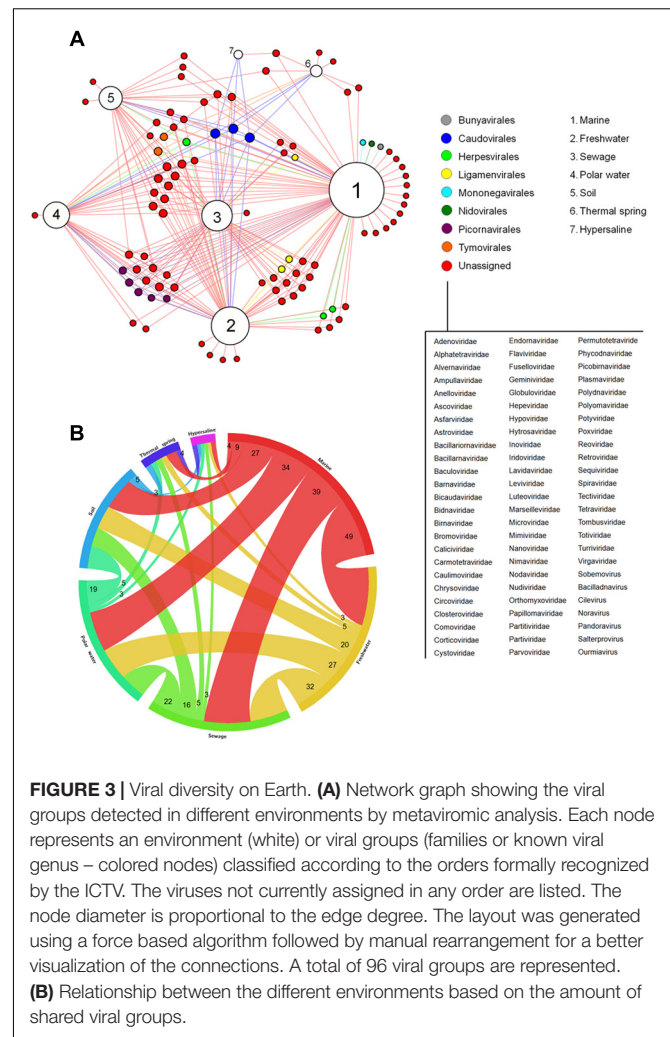 A
7
6
5
1
4
3
2
Bunyavirales
Caudovirales
Herpesvirales
Ligamenvirales
Mononegavirales
Nidovirales
Picornavirales
Tymovirales
Unassigned
1. Marine
2. Freshwater
3. Sewage
4. Polar water
5. Soil
6. Thermal spring
7. Hypersaline
Adenoviridae Endornaviridae Permutotetraviride
Alphatetraviridae Flaviviridae Phycodnaviridae
Alvernaviridae Fuselloviridae Picobirnaviridae
Ampullaviridae Geminiviridae Plasmaviridae
Anelloviridae Globuloviridae Polydnaviridae
Ascoviridae Hepeviridae Polyomaviridae
Asfarviridae Hypoviridae Potyviridae
Astroviridae Hytrosaviridae Poxviridae
Bacillariornaviridae Inoviridae Reoviridae
Bacillarnaviridae Iridoviridae Retroviridae
Baculoviridae Lavidaviridae Sequiviridae
Barnaviridae Leviviridae Spiraviridae
Bicaudaviridae Luteoviridae Tectiviridae
Bidnaviridae Marseilleviridae Tetraviridae
Birnaviridae Microviridae Tombusviridae
Bromoviridae Mimiviridae Totiviridae
Caliciviridae Nanoviridae Turriviridae
Carmotetraviridae Nimaviridae Virgaviridae
Caulimoviridae Nodaviridae Sobemovirus
Chrysoviridae Nudiviridae Bacilladnavirus
Circoviridae Orthomyxoviridae Cilevirus
Closteroviridae Papillomaviridae Noravirus
Comoviridae Partitiviridae Pandoravirus
Corticoviridae Partiviridae Salterprovirus
Cystoviridae Parvoviridae Ourmiavirus
B
Thermal spring
Hypersaline
Marine
4 9 27 34 39 49
4
5
3
Soil
19 5 3
Polar water
22 16 5 3
Sewage
3 5 20 27 32
Freshwater
FIGURE 3 | Viral diversity on Earth. (A) Network graph showing the viral
groups detected in different environments by metaviromic analysis. Each node
represents an environment (white) or viral groups (families or known viral
genus – colored nodes) classified according to the orders formally recognized
by the ICTV. The viruses not currently assigned in any order are listed. The
node diameter is proportional to the edge degree. The layout was generated
using a force based algorithm followed by manual rearrangement for a better
visualization of the connections. A total of 96 viral groups are represented.
(B) Relationship between the different environments based on the amount of
shared viral groups.